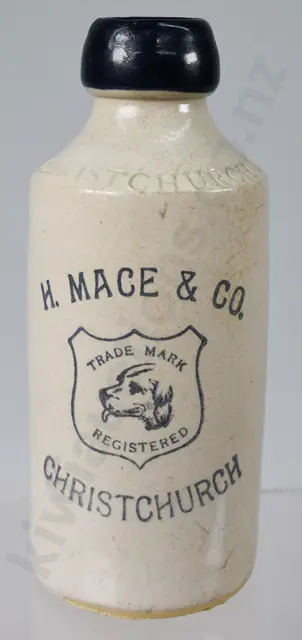 CHRISTCHURCH
H. MACE & CO.
TRADE MARK
REGISTERED
CHRISTCHURCH